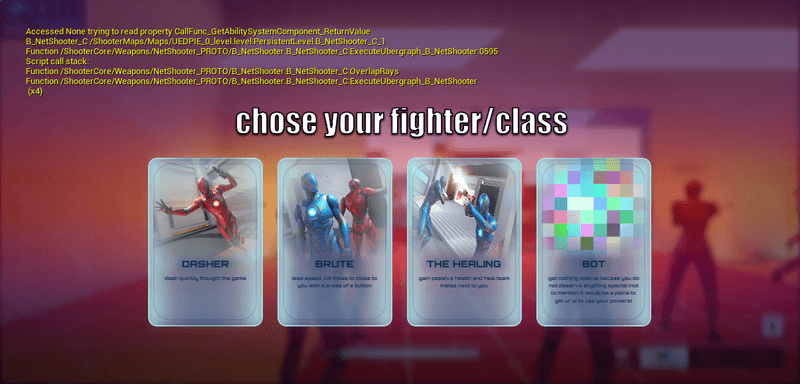 Accessed None trying to read property CallFunc_GetAbilitySystemComponent_ReturnValue
B_NetShooter_C /ShooterMaps/Maps/UEDPIE_0_level.level:PersistentLevel.B_NetShooter_C_1
Function /ShooterCore/Weapons/NetShooter_PROTO/B_NetShooter.B_NetShooter_C:ExecuteUbergraph_B_NetShooter:0595
Script call stack:
Function /ShooterCore/Weapons/NetShooter_PROTO/B_NetShooter.B_NetShooter_C:OverlapRays
Function /ShooterCore/Weapons/NetShooter_PROTO/B_NetShooter.B_NetShooter_C:ExecuteUbergraph_B_NetShooter
(x4)
chose your fighter/class
DASHER
dash quickly though the game
BRUTE
less speed, kill those to close to
you with a press of a button
THE HEALING
gain passive health and heal team
mates next to you
BOT
get nothing special becase you do
not deserve anything special (not
to mention it would be a paine to
get ur ai to use your powers)